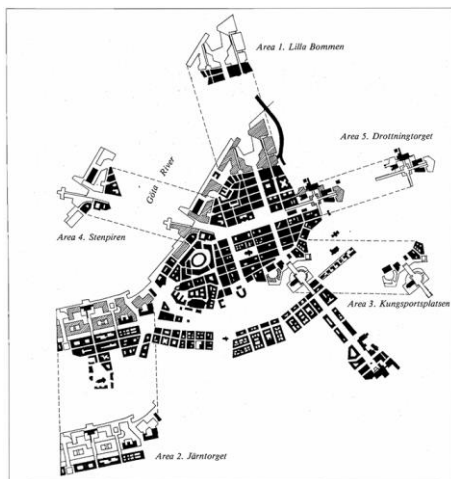 Area 1. Lilla Bommen
Area 5. Drottningtorget
Göta River
Area 4. Stenpiren
Area 3. Kungsportsplatsen
Area 2. Järntorget